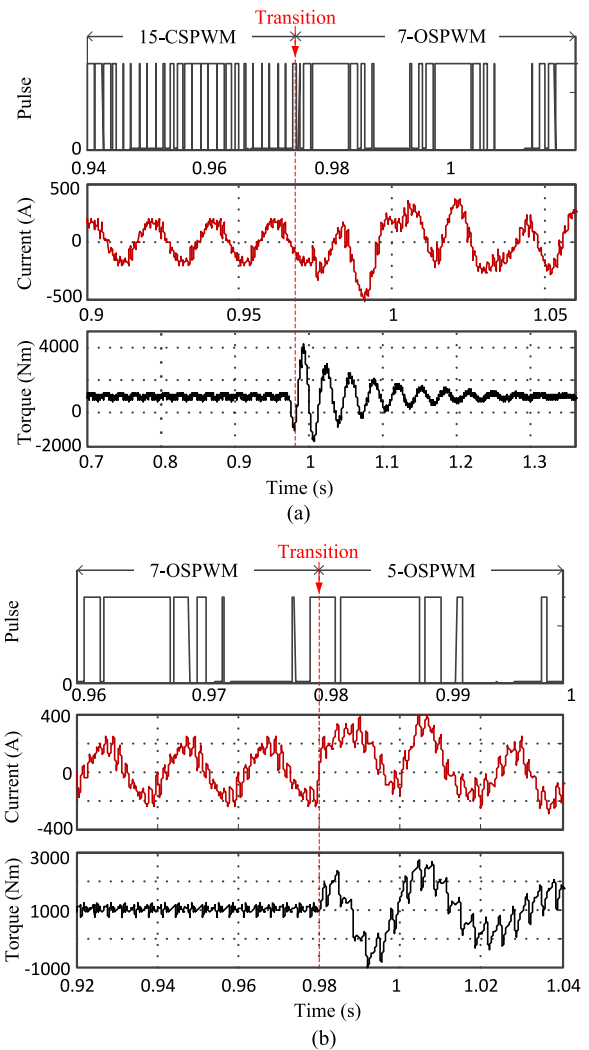 Transition
15-CSPWM 7-OSPWM
Pulse
0
0.94 0.96 0.98 1
Current (A)
500
0
-500
0.9 0.95 1 1.05
Torque (Nm)
4000
2000
0
-2000
0.7 0.8 0.9 1 1.1 1.2 1.3
Time (s)
(a)
Transition
7-OSPWM 5-OSPWM
Pulse
0
0.96 0.97 0.98 0.99 1
Current (A)
400
0
-400
Torque (Nm)
3000
1000
-1000
0.92 0.94 0.96 0.98 1 1.02 1.04
Time (s)
(b)